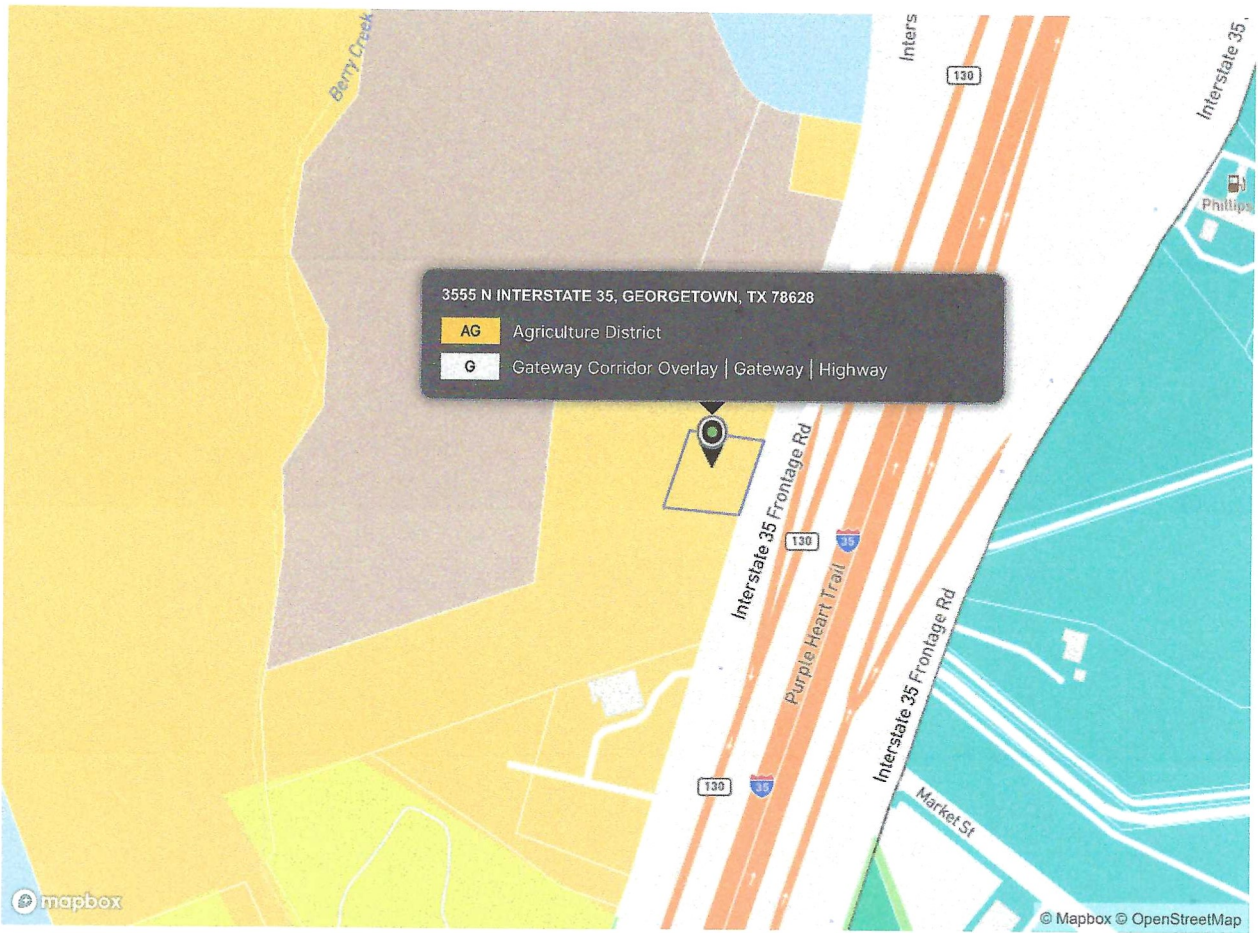 Berry Creek
Inters
130
Interstate 35
Phillips
3555 N INTERSTATE 35, GEORGETOWN, TX 78628
AG Agriculture District
G Gateway Corridor Overlay | Gateway | Highway
Interstate 35 Frontage Rd
130
35
Purple Heart Trail
Interstate 35 Frontage Rd
130
35
Market St
mapbox
© Mapbox © OpenStreetMap